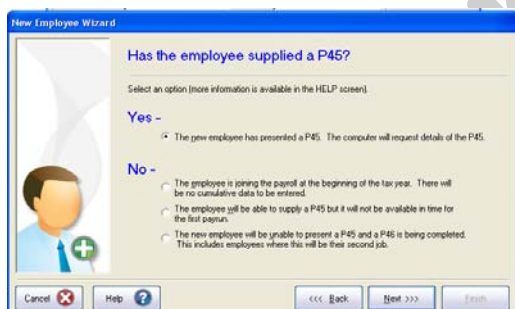 New Employee Wizard
Has the employee supplied a P45?
Select an option (more information is available in the HELP screen).
Yes -
The new employee has presented a P45. The computer will request details of the P45.
No -
The employee is joining the payroll at the beginning of the tax year. There will
be no cumulative data to be entered.
The employee will be able to supply a P45 but it will not be available in time for
the first payrun.
The new employee will be unable to present a P45 and a P46 is being completed.
This includes employees where this will be their second job.
Cancel Help <<< Back Next >>> Finish